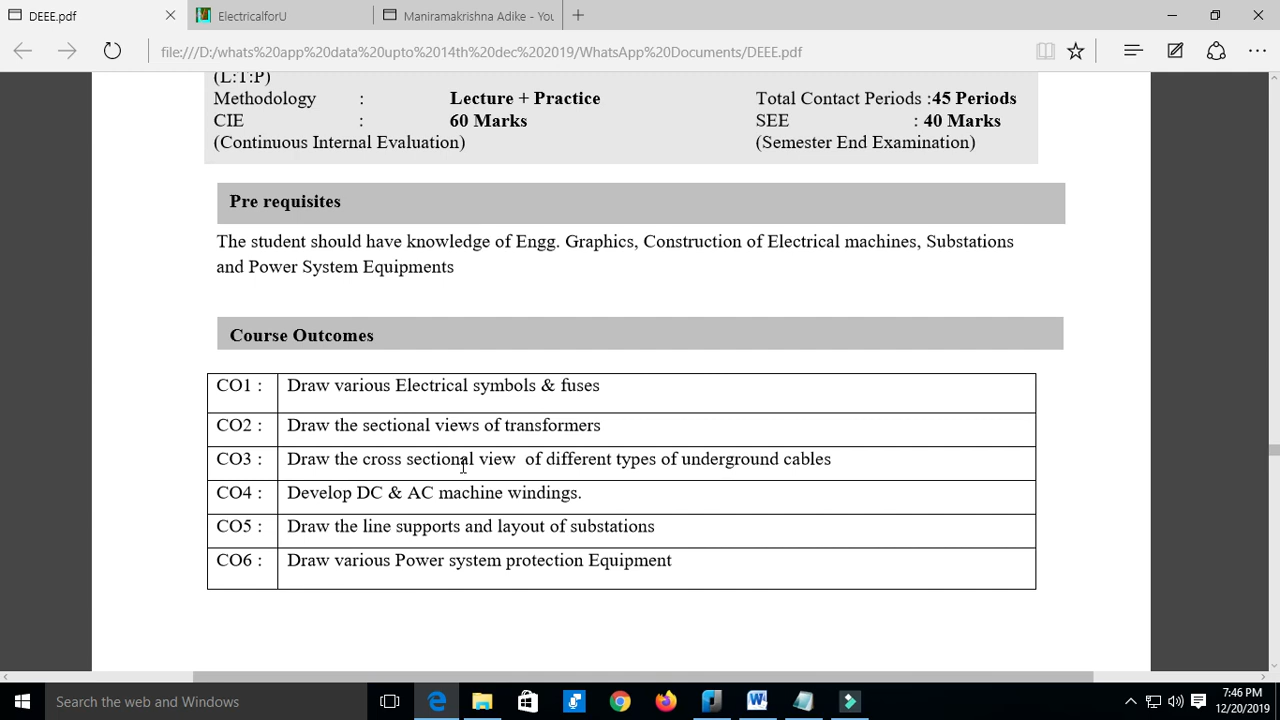 DEEE.pdf
ElectricalforU
Maniramakrishna Adike - You
file:///D:/whats%20app%20data%20upto%2014th%20dec%202019/WhatsApp%20Documents/DEEE.pdf
(L:T:P)
Methodology : Lecture + Practice Total Contact Periods :45 Periods
CIE : 60 Marks SEE : 40 Marks
(Continuous Internal Evaluation) (Semester End Examination)
Pre requisites
The student should have knowledge of Engg. Graphics, Construction of Electrical machines, Substations
and Power System Equipments
Course Outcomes
CO1 : Draw various Electrical symbols & fuses
CO2 : Draw the sectional views of transformers
CO3 : Draw the cross sectional view of different types of underground cables
CO4 : Develop DC & AC machine windings.
CO5 : Draw the line supports and layout of substations
CO6 : Draw various Power system protection Equipment
Search the web and Windows
7:46 PM
12/20/2019